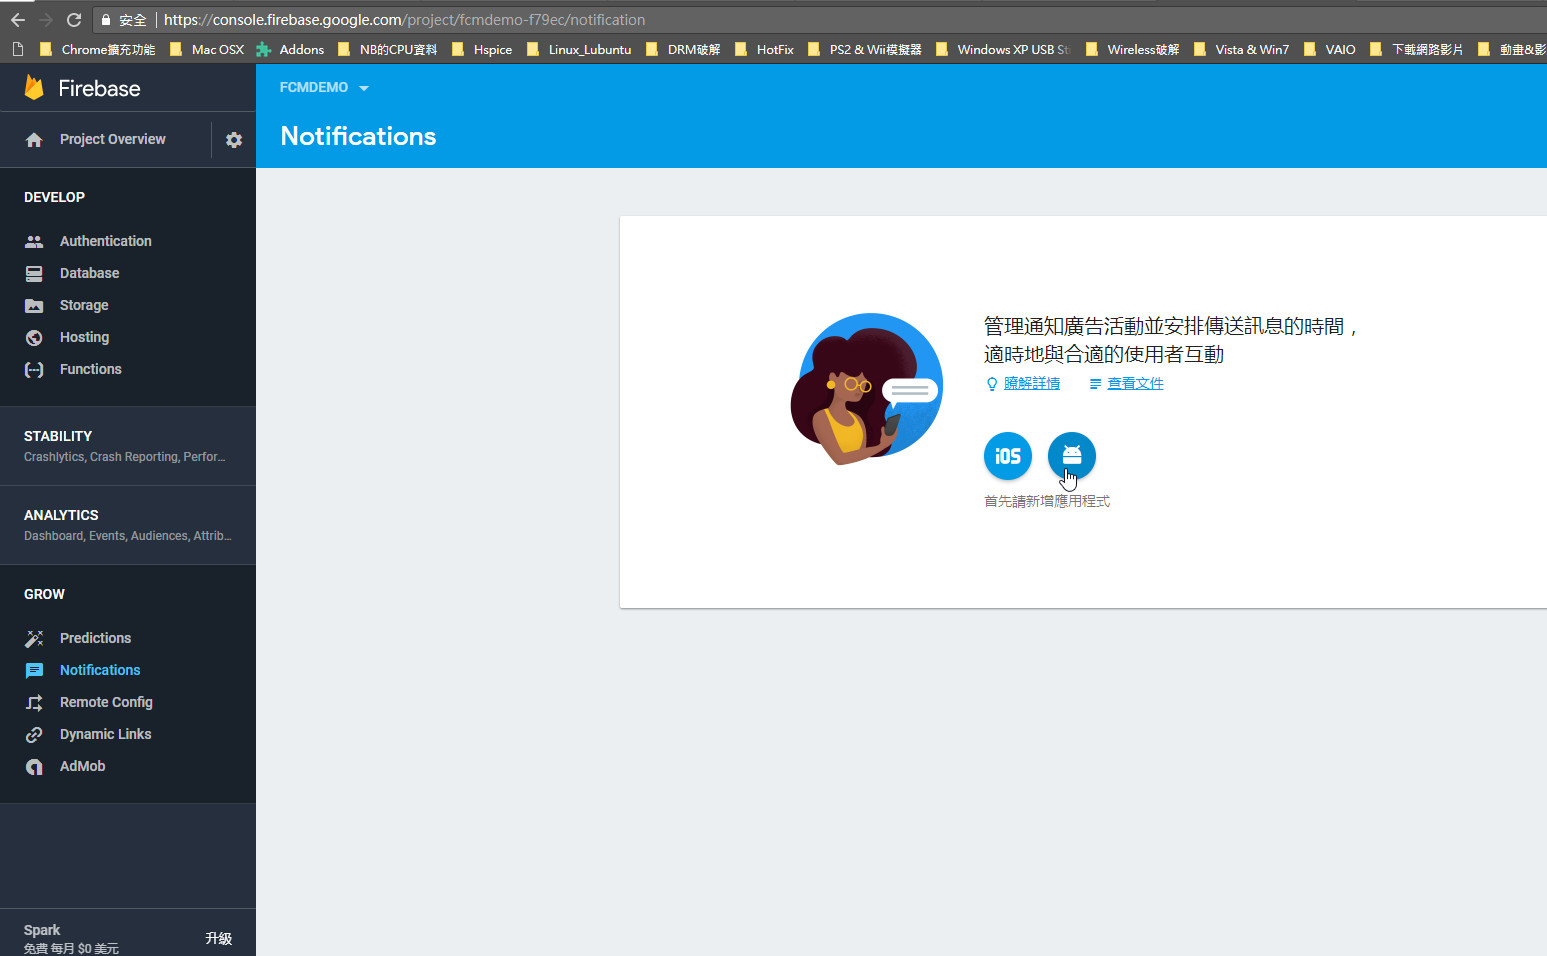 安全 https://console.firebase.google.com/project/fcmdemo-f79ec/notification
Chrome擴充功能 Mac OSX Addons NB的CPU資料 Hspice Linux_Lubuntu DRM破解 HotFix PS2 & Wii模擬器 Windows XP USB Sti Wireless破解 Vista & Win7 VAIO 下載網路影片 動畫&影
Firebase
FCMDEMO
Project Overview
Notifications
DEVELOP
Authentication
Database
Storage
Hosting
Functions
STABILITY
Crashlytics, Crash Reporting, Perfor...
ANALYTICS
Dashboard, Events, Audiences, Attrib...
GROW
Predictions
Notifications
Remote Config
Dynamic Links
AdMob
Spark
免費 每月 $0 美元
升級
管理通知廣告活動並安排傳送訊息的時間，
適時地與合適的使用者互動
瞭解詳情 查看文件
iOS
首先請新增應用程式